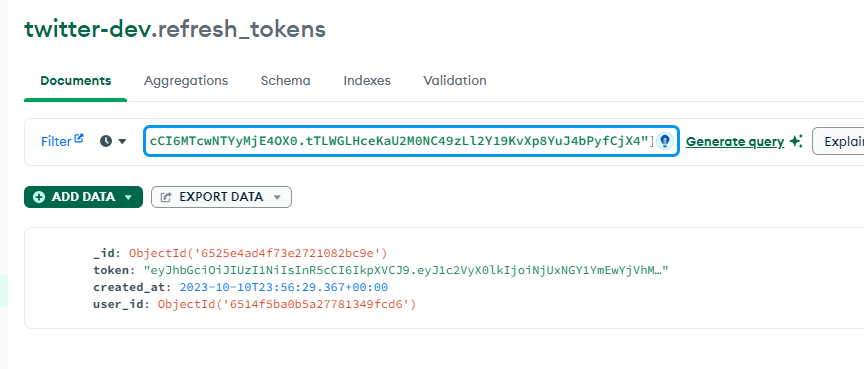 twitter-dev.refresh_tokens
Documents Aggregations Schema Indexes Validation
Filter cCI6MTcwNTYyMjE4OX0.tTLWGLHceKaU2M0NC49zLl2Y19KvXp8YuJ4bPyfCjX4"] Generate query Explai
ADD DATA EXPORT DATA
_id: ObjectId('6525e4ad4f73e2721082bc9e')
token: "eyJhbGciOiJIUzI1NiIsInR5cCI6IkpXVCJ9.eyJ1c2VyX0lkIjoiNjUxNGY1YmEwYjVhM…"
created_at: 2023-10-10T23:56:29.367+00:00
user_id: ObjectId('6514f5ba0b5a27781349fcd6')